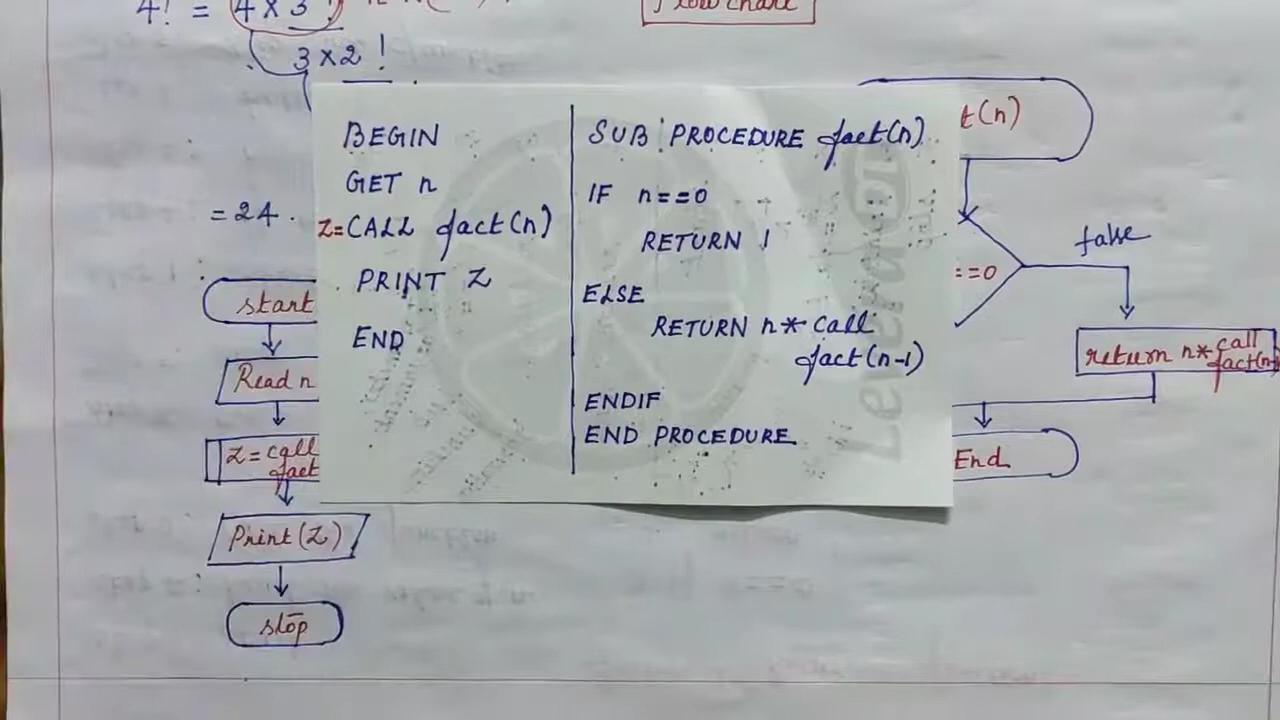 4! = 4 x 3!
3 x 2!
= 24.
Flowchart
BEGIN
GET n
Z=CALL fact(n)
PRINT Z
END
SUB PROCEDURE fact(n)
IF n==0
RETURN 1
ELSE
RETURN n* call
fact(n-1)
ENDIF
END PROCEDURE
start
Read n
Z = call
fact
Print(Z)
stop
t(n)
==0
false
return n* call
fact(n-
End